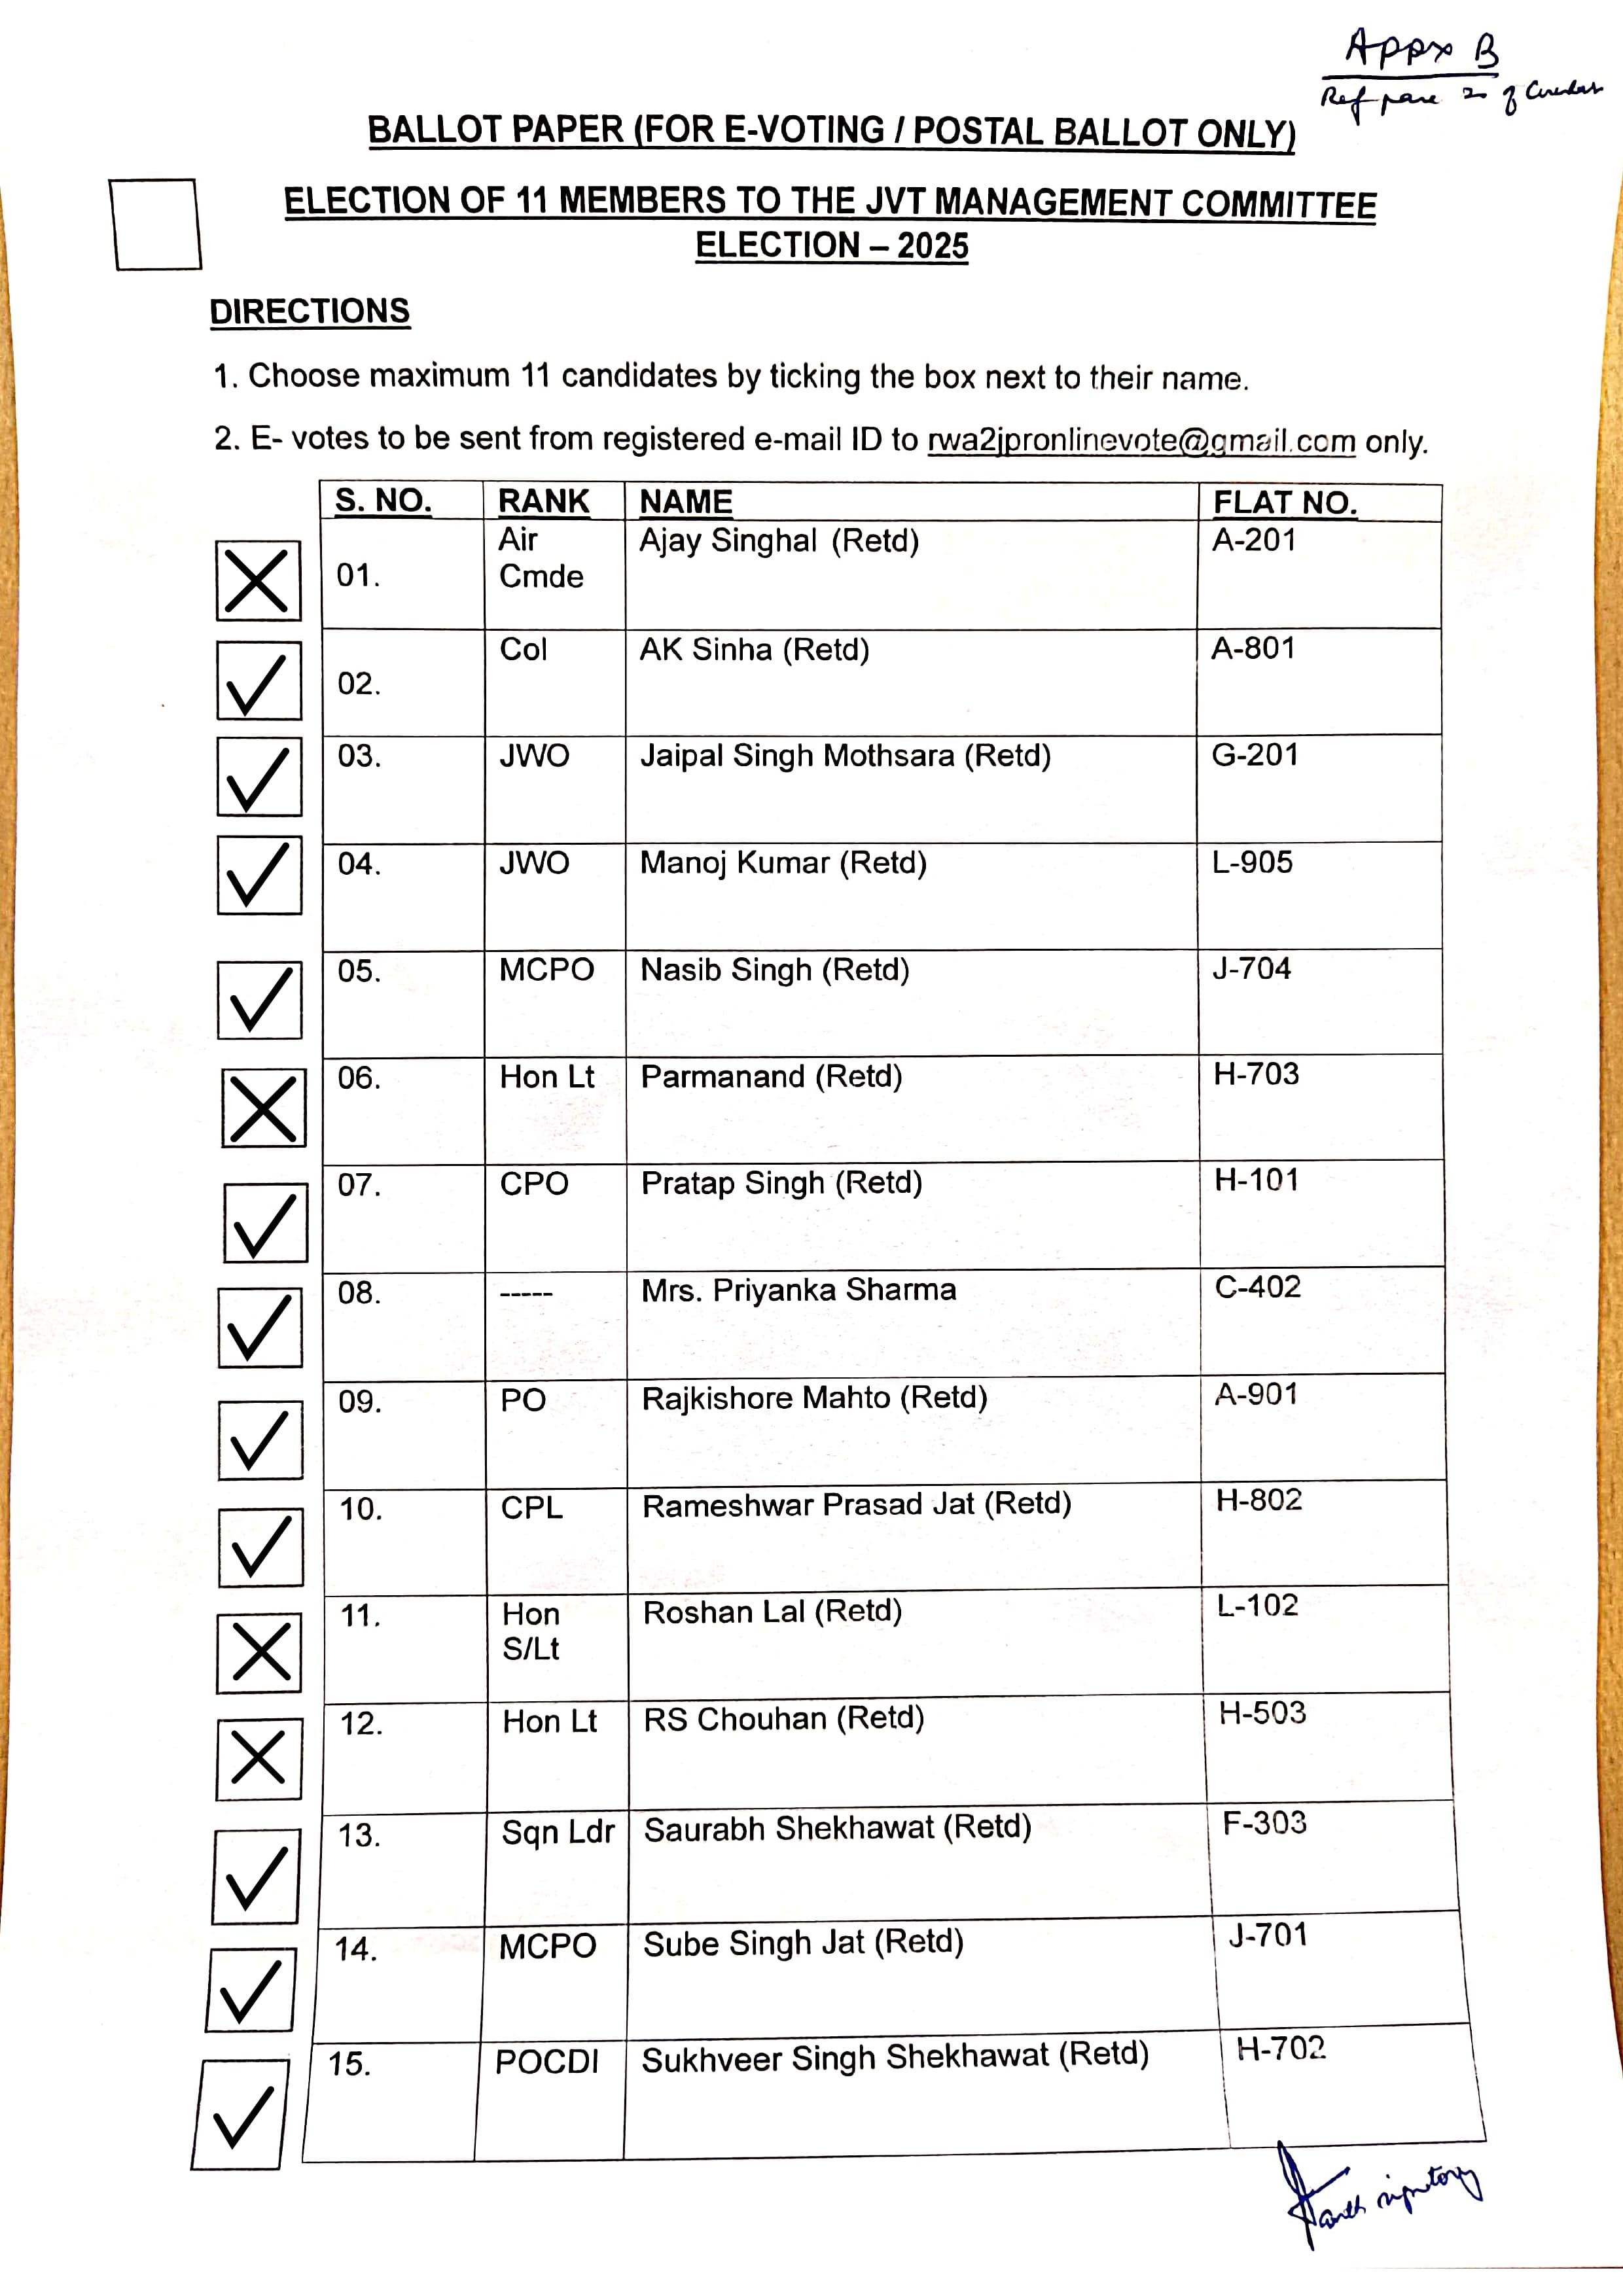 Appx B
Ref para 2 of Circular
BALLOT PAPER (FOR E-VOTING / POSTAL BALLOT ONLY)
ELECTION OF 11 MEMBERS TO THE JVT MANAGEMENT COMMITTEE
ELECTION – 2025
DIRECTIONS
1. Choose maximum 11 candidates by ticking the box next to their name.
2. E- votes to be sent from registered e-mail ID to rwa2jpronlinevote@gmail.com only.
S. NO. RANK NAME FLAT NO.
01. Air Cmde Ajay Singhal (Retd) A-201
02. Col AK Sinha (Retd) A-801
03. JWO Jaipal Singh Mothsara (Retd) G-201
04. JWO Manoj Kumar (Retd) L-905
05. MCPO Nasib Singh (Retd) J-704
06. Hon Lt Parmanand (Retd) H-703
07. CPO Pratap Singh (Retd) H-101
08. ----- Mrs. Priyanka Sharma C-402
09. PO Rajkishore Mahto (Retd) A-901
10. CPL Rameshwar Prasad Jat (Retd) H-802
11. Hon S/Lt Roshan Lal (Retd) L-102
12. Hon Lt RS Chouhan (Retd) H-503
13. Sqn Ldr Saurabh Shekhawat (Retd) F-303
14. MCPO Sube Singh Jat (Retd) J-701
15. POCDI Sukhveer Singh Shekhawat (Retd) H-702
signatory